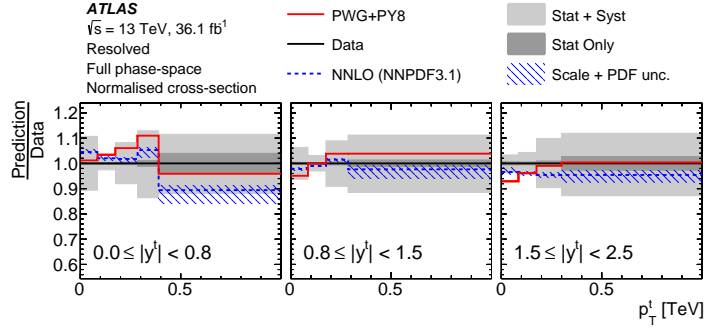 ATLAS
√s = 13 TeV, 36.1 fb⁻¹
Resolved
Full phase-space
Normalised cross-section
PWG+PY8
Data
NNLO (NNPDF3.1)
Stat + Syst
Stat Only
Scale + PDF unc.
Prediction
Data
1.2
1.1
1.0
0.9
0.8
0.7
0.6
0.0 ≤ |yᵗ| < 0.8
0.8 ≤ |yᵗ| < 1.5
1.5 ≤ |yᵗ| < 2.5
0 0.5 0 0.5 0 0.5
p_T^t [TeV]